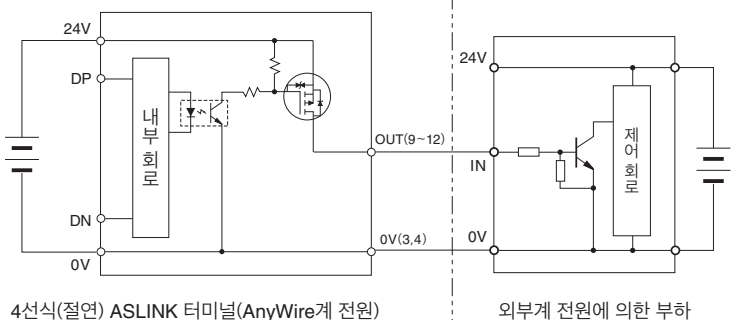 24V
DP
내부 회로
DN
0V
OUT(9~12)
0V(3,4)
24V
IN
제어 회로
0V
4선식(절연) ASLINK 터미널(AnyWire계 전원)
외부계 전원에 의한 부하